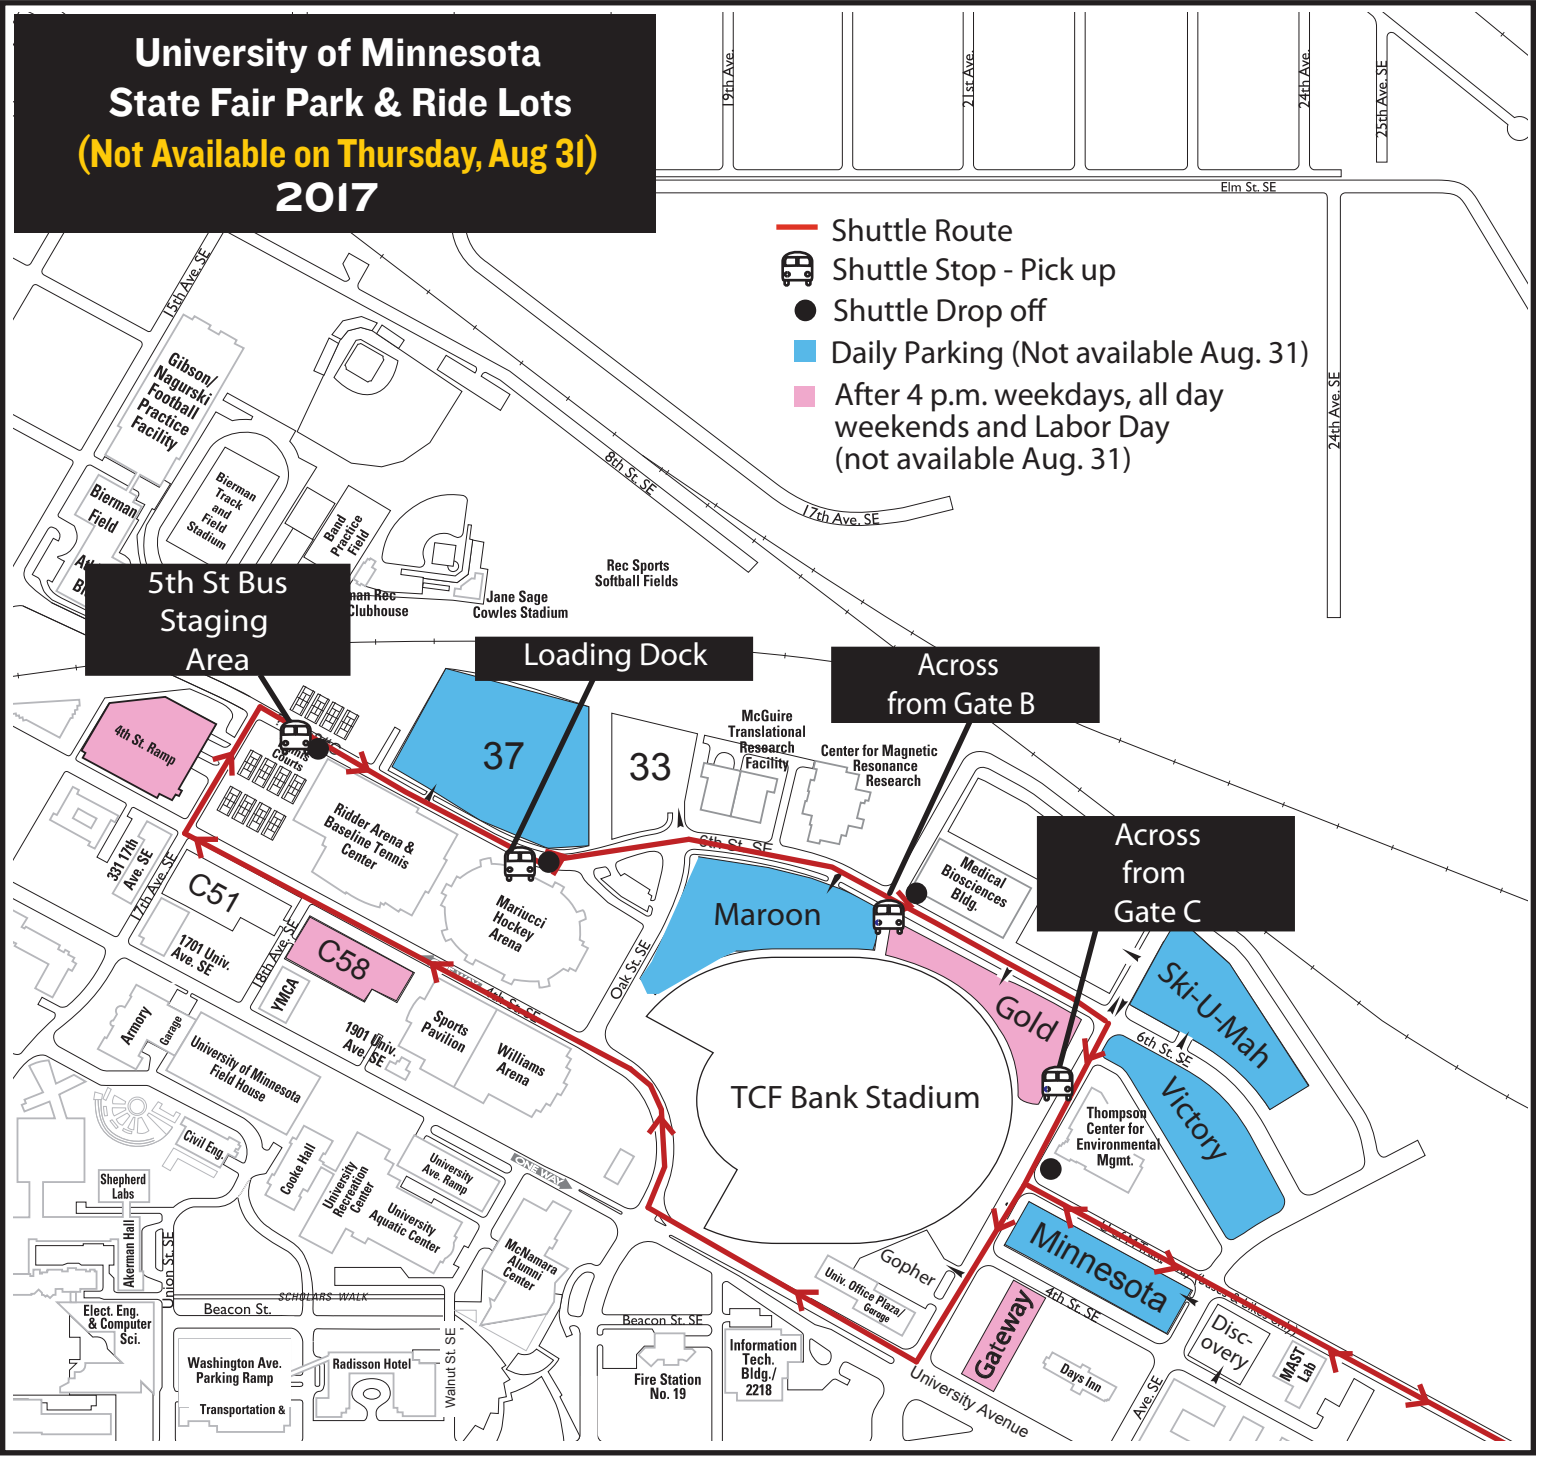 University of Minnesota
State Fair Park & Ride Lots
(Not Available on Thursday, Aug 31)
2017
19th Ave.
21st Ave.
24th Ave.
25th Ave. SE
Elm St. SE
Shuttle Route
Shuttle Stop - Pick up
Shuttle Drop off
Daily Parking (Not available Aug. 31)
After 4 p.m. weekdays, all day
weekends and Labor Day
(not available Aug. 31)
24th Ave. SE
15th Ave. SE
Gibson/
Nagurski
Football
Practice
Facility
8th St. SE
17th Ave. SE
Bierman
Field
Bierman
Track
and
Field
Stadium
Band
Practice
Field
Rec Sports
Softball Fields
Jane Sage
Cowles Stadium
Rec
Clubhouse
5th St Bus
Staging
Area
Loading Dock
Across
from Gate B
Across
from
Gate C
4th St. Ramp
Courts
37
33
McGuire
Translational
Research
Facility
Center for Magnetic
Resonance
Research
Ridder Arena &
Baseline Tennis
Center
6th St. SE
Medical
Biosciences
Bldg.
331 17th
Ave. SE
17th Ave. SE
C51
Mariucci
Hockey
Arena
Maroon
1701 Univ.
Ave. SE
18th Ave. SE
C58
YMCA
4th St. SE
Oak St. SE
Gold
Ski-U-Mah
6th St. SE
Victory
Armory
Garage
University of Minnesota
Field House
1901 Univ.
Ave. SE
Sports
Pavilion
Williams
Arena
TCF Bank Stadium
Thompson
Center for
Environmental
Mgmt.
Civil Eng.
Cooke Hall
University
Recreation
Center
University
Ave. Ramp
University
Aquatic Center
ONE WAY
Shepherd
Labs
Akerman Hall
Union St. SE
McNamara
Alumni
Center
Gopher
Univ. Office Plaza/
Garage
Minnesota
4th St. SE
Gateway
Disc-
overy
MAST
Lab
Days Inn
Ave. SE
University Avenue
SCHOLARS WALK
Beacon St.
Elect. Eng.
& Computer
Sci.
Washington Ave.
Parking Ramp
Transportation &
Radisson Hotel
Walnut St. SE
Beacon St. SE
Fire Station
No. 19
Information
Tech.
Bldg./
2218